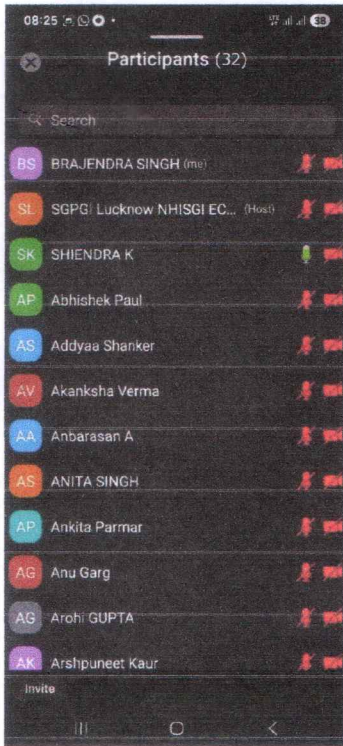 08:25
38
Participants (32)
Search
BS BRAJENDRA SINGH (me)
SL SGPGI Lucknow NHISGI EC... (Host)
SK SHIENDRA K
AP Abhishek Paul
AS Addyaa Shanker
AV Akanksha Verma
AA Anbarasan A
AS ANITA SINGH
AP Ankita Parmar
AG Anu Garg
AG Arohi GUPTA
AK Arshpuneet Kaur
Invite